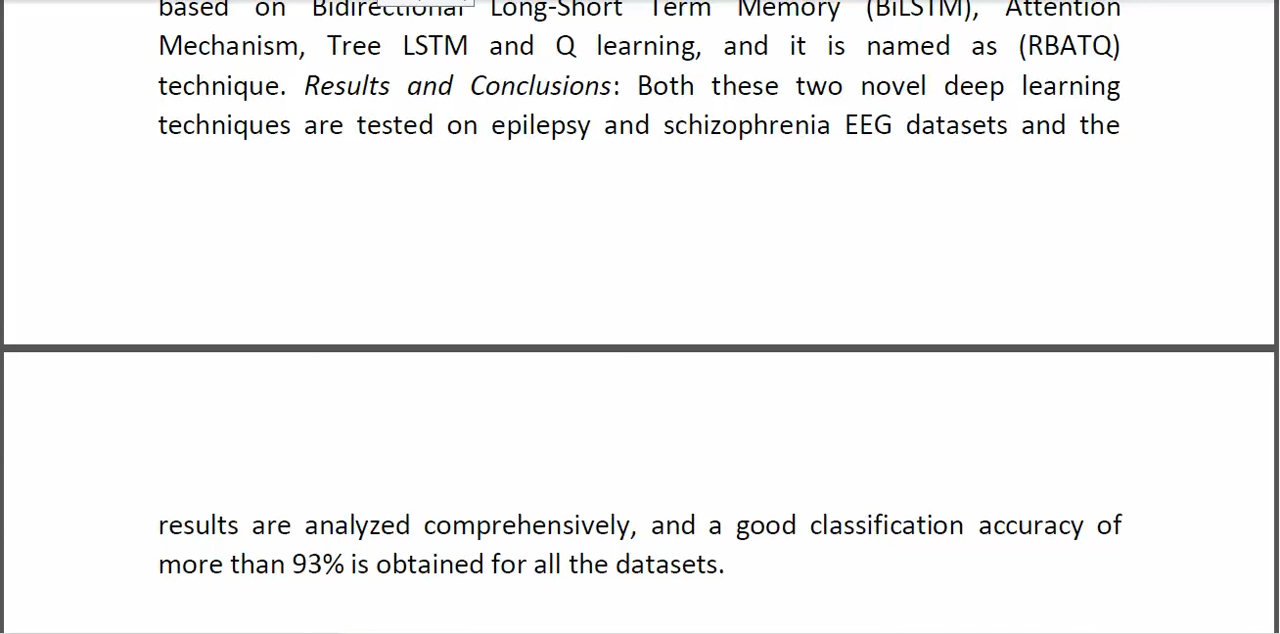 based on Bidirectional Long-Short Term Memory (BiLSTM), Attention
Mechanism, Tree LSTM and Q learning, and it is named as (RBATQ)
technique. Results and Conclusions: Both these two novel deep learning
techniques are tested on epilepsy and schizophrenia EEG datasets and the
results are analyzed comprehensively, and a good classification accuracy of
more than 93% is obtained for all the datasets.